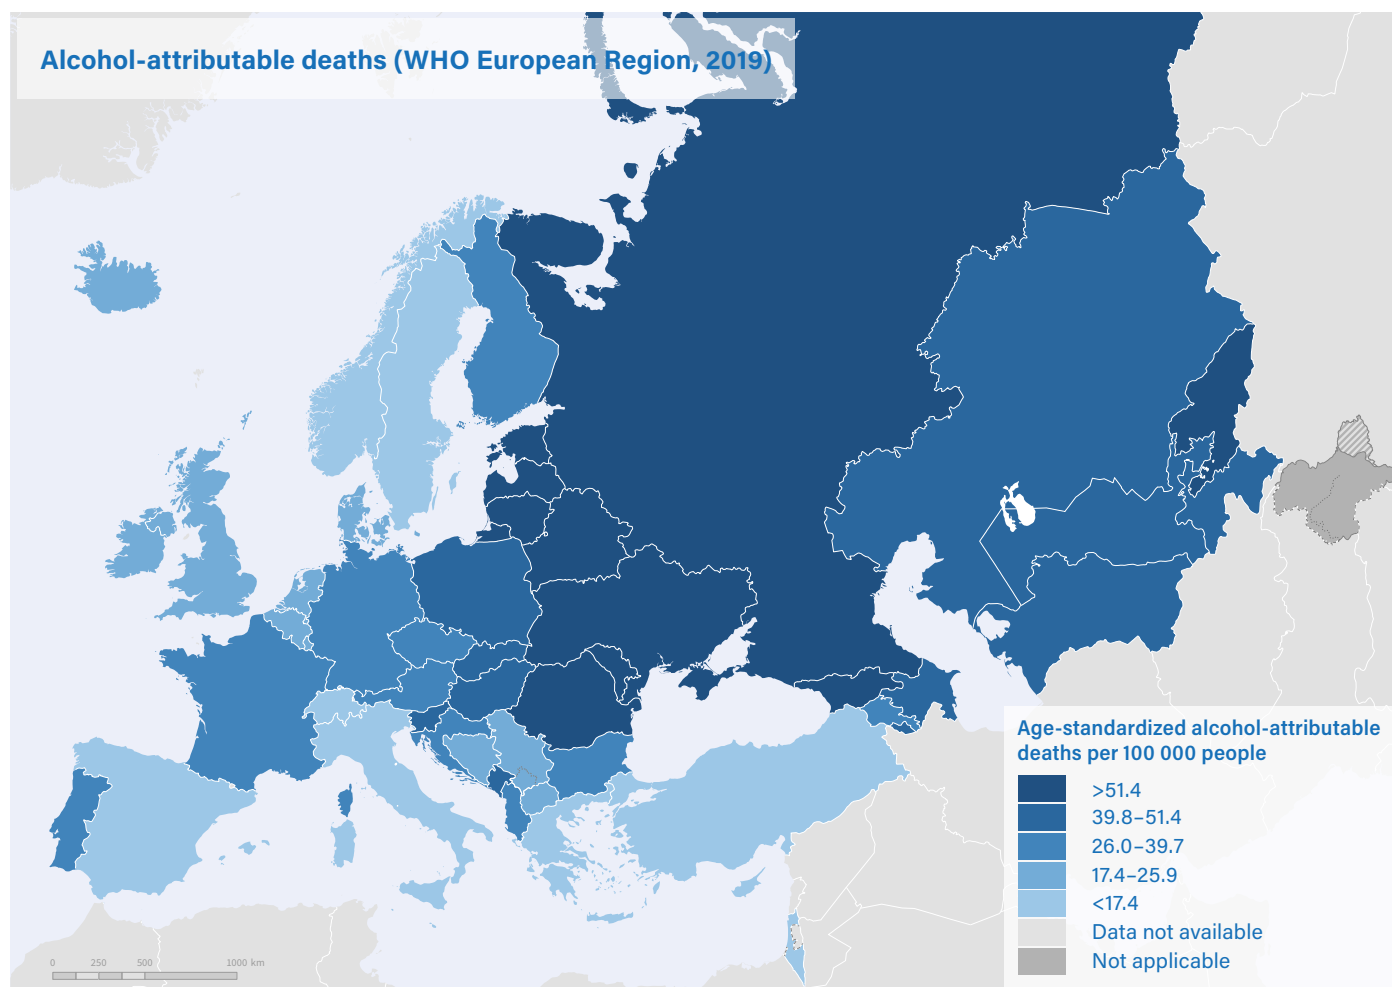 Alcohol-attributable deaths (WHO European Region, 2019)
Age-standardized alcohol-attributable
deaths per 100 000 people
>51.4
39.8–51.4
26.0–39.7
17.4–25.9
<17.4
Data not available
Not applicable
0 250 500 1000 km